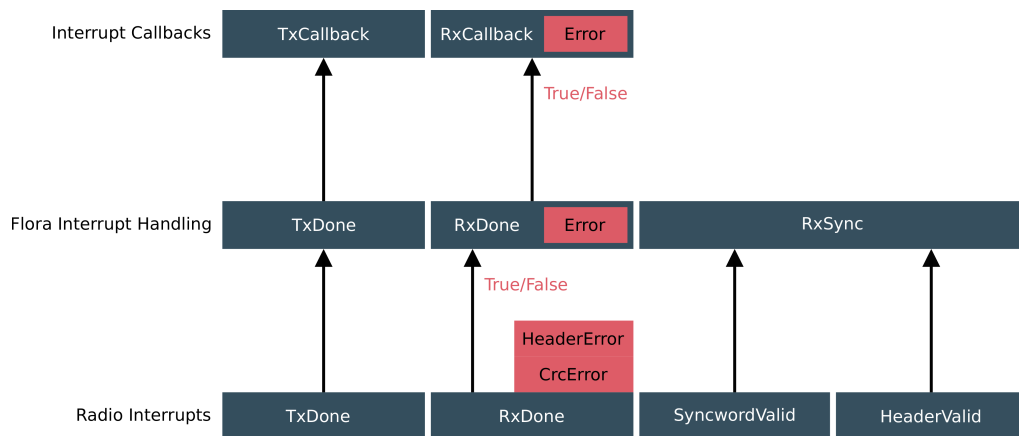 Interrupt Callbacks
TxCallback
RxCallback
Error
True/False
Flora Interrupt Handling
TxDone
RxDone
Error
RxSync
True/False
HeaderError
CrcError
Radio Interrupts
TxDone
RxDone
SyncwordValid
HeaderValid